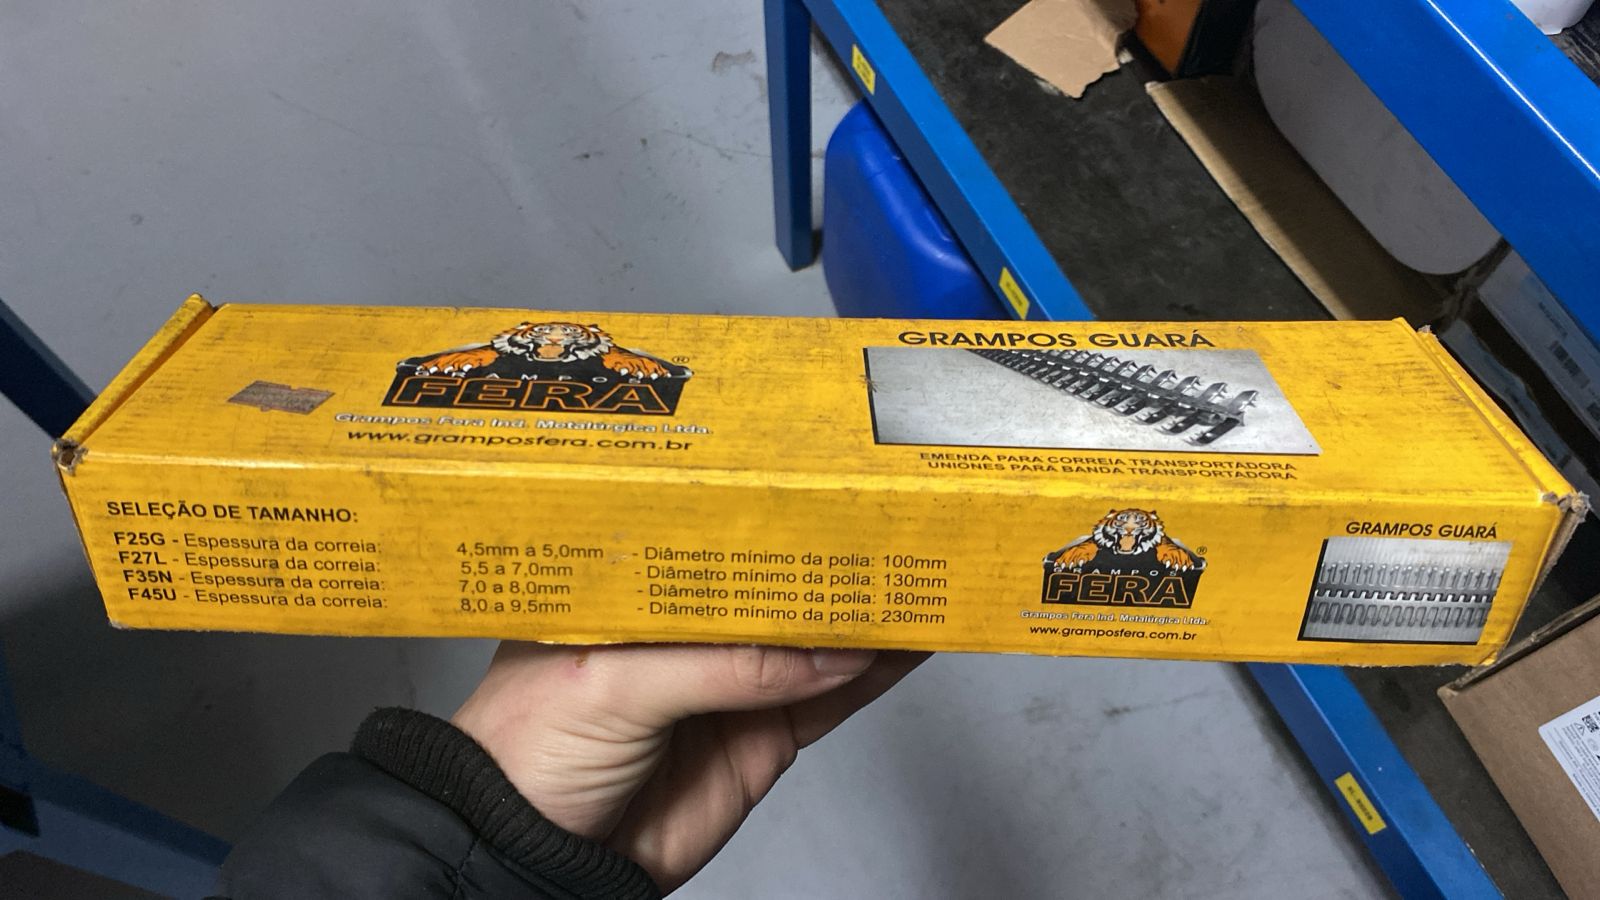 GRAMPOS
FERA
®
Grampos Fera Ind. Metalúrgica Ltda.
www.gramposfera.com.br
GRAMPOS GUARÁ
EMENDA PARA CORREIA TRANSPORTADORA
UNIONES PARA BANDA TRANSPORTADORA
SELEÇÃO DE TAMANHO:
F25G - Espessura da correia: 4,5mm a 5,0mm - Diâmetro mínimo da polia: 100mm
F27L - Espessura da correia: 5,5 a 7,0mm - Diâmetro mínimo da polia: 130mm
F35N - Espessura da correia: 7,0 a 8,0mm - Diâmetro mínimo da polia: 180mm
F45U - Espessura da correia: 8,0 a 9,5mm - Diâmetro mínimo da polia: 230mm
GRAMPOS
FERA
®
Grampos Fera Ind. Metalúrgica Ltda.
www.gramposfera.com.br
GRAMPOS GUARÁ